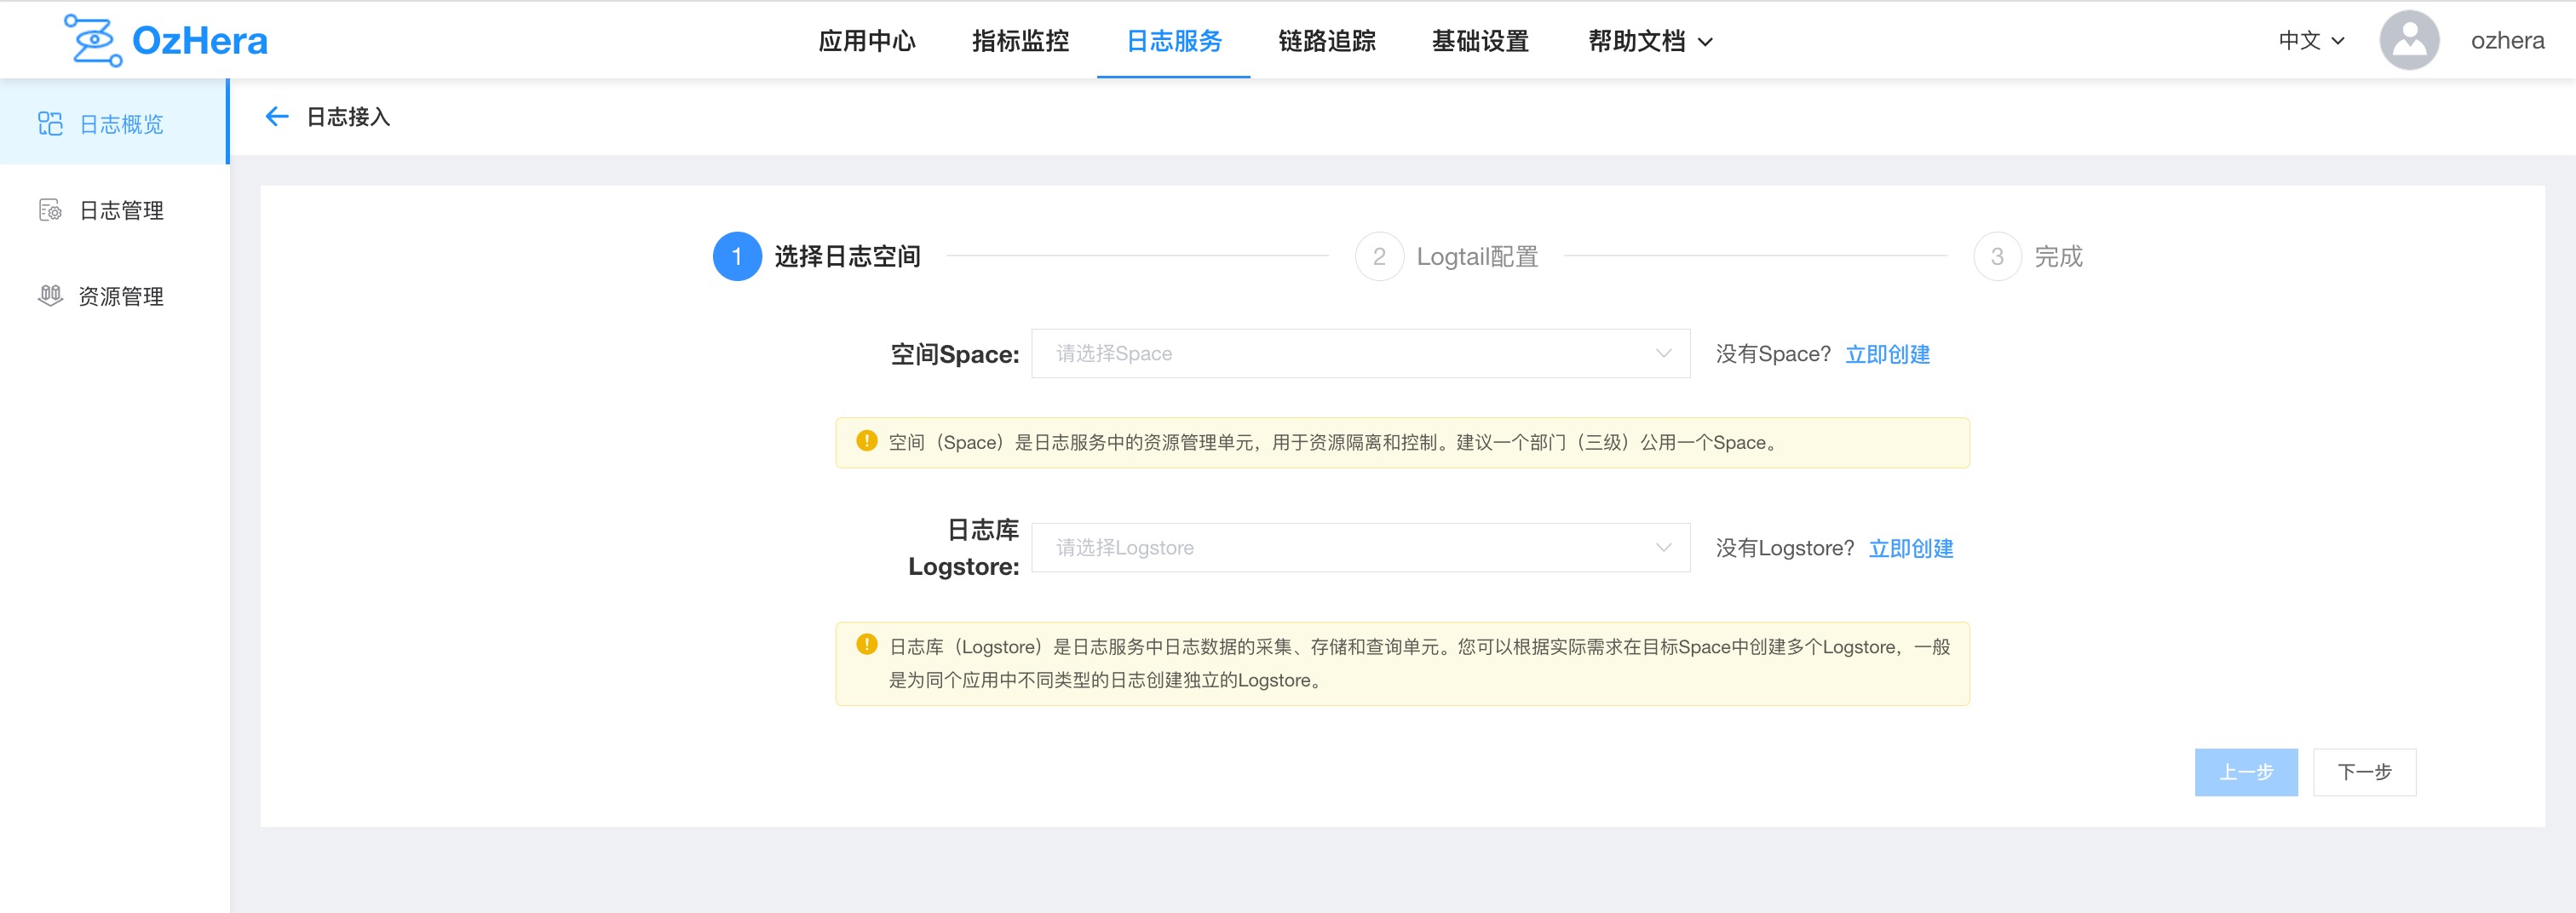 OzHera
应用中心 指标监控 日志服务 链路追踪 基础设置 帮助文档 中文 ozhera
日志概览
日志管理
资源管理
日志接入
1 选择日志空间 2 Logtail配置 3 完成
空间Space: 请选择Space 没有Space? 立即创建
空间（Space）是日志服务中的资源管理单元，用于资源隔离和控制。建议一个部门（三级）公用一个Space。
日志库
Logstore: 请选择Logstore 没有Logstore? 立即创建
日志库（Logstore）是日志服务中日志数据的采集、存储和查询单元。您可以根据实际需求在目标Space中创建多个Logstore，一般
是为同个应用中不同类型的日志创建独立的Logstore。
上一步 下一步